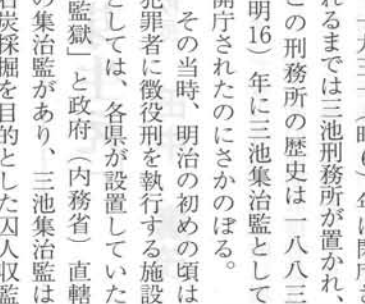 れるまでは三池刑務所が置かれ
この刑務所の歴史は一八八三
明16）年に三池集治監として
開庁されたのにさかのぼる。
その当時、明治の初めの頃は
犯罪者に徴役刑を執行する施設
としては、各県が設置していた
監獄」と政府（内務省）直轄
の集治監があり、三池集治監は
石炭採掘を目的とした囚人収監